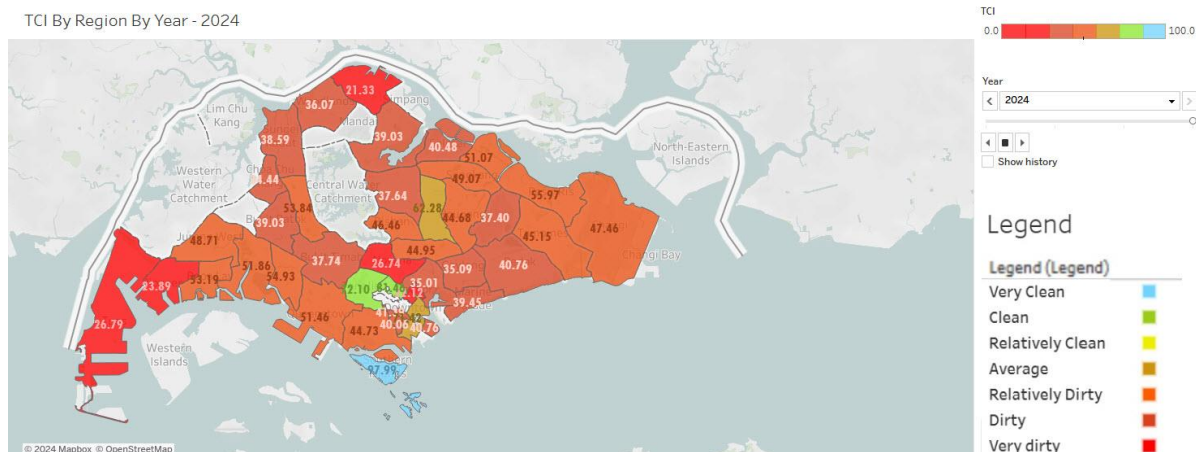 TCI By Region By Year - 2024
TCI
0.0
100.0
Year
2024
Show history
Legend
Legend (Legend)
Very Clean
Clean
Relatively Clean
Average
Relatively Dirty
Dirty
Very dirty
21.33
36.07
Lim Chu
Kang
39.03
38.59
40.48
51.07
North-Eastern
Islands
Western
Water
Catchment
Central Wa
49.07
37.64
55.97
53.84
62.28
44.68
37.40
39.03
46.46
47.46
48.71
45.15
44.95
Changi Bay
37.74
26.74
51.86
35.09
40.76
23.89
53.19
54.93
35.01
39.45
26.79
51.46
44.73
40.06
40.76
Western
Islands
97.99
© 2024 Mapbox © OpenStreetMap